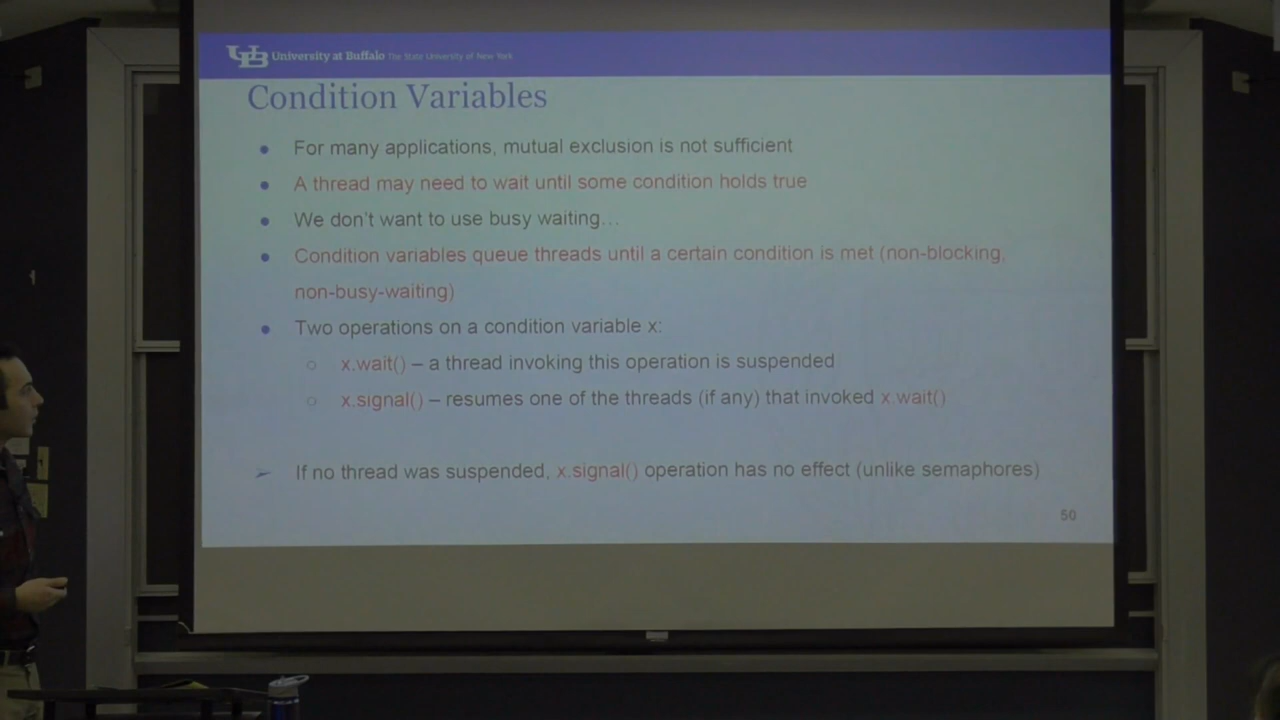 UB University at Buffalo The State University of New York
Condition Variables
● For many applications, mutual exclusion is not sufficient
● A thread may need to wait until some condition holds true
● We don't want to use busy waiting…
● Condition variables queue threads until a certain condition is met (non-blocking,
non-busy-waiting)
● Two operations on a condition variable x:
○ x.wait() – a thread invoking this operation is suspended
○ x.signal() – resumes one of the threads (if any) that invoked x.wait()
➢ If no thread was suspended, x.signal() operation has no effect (unlike semaphores)
50